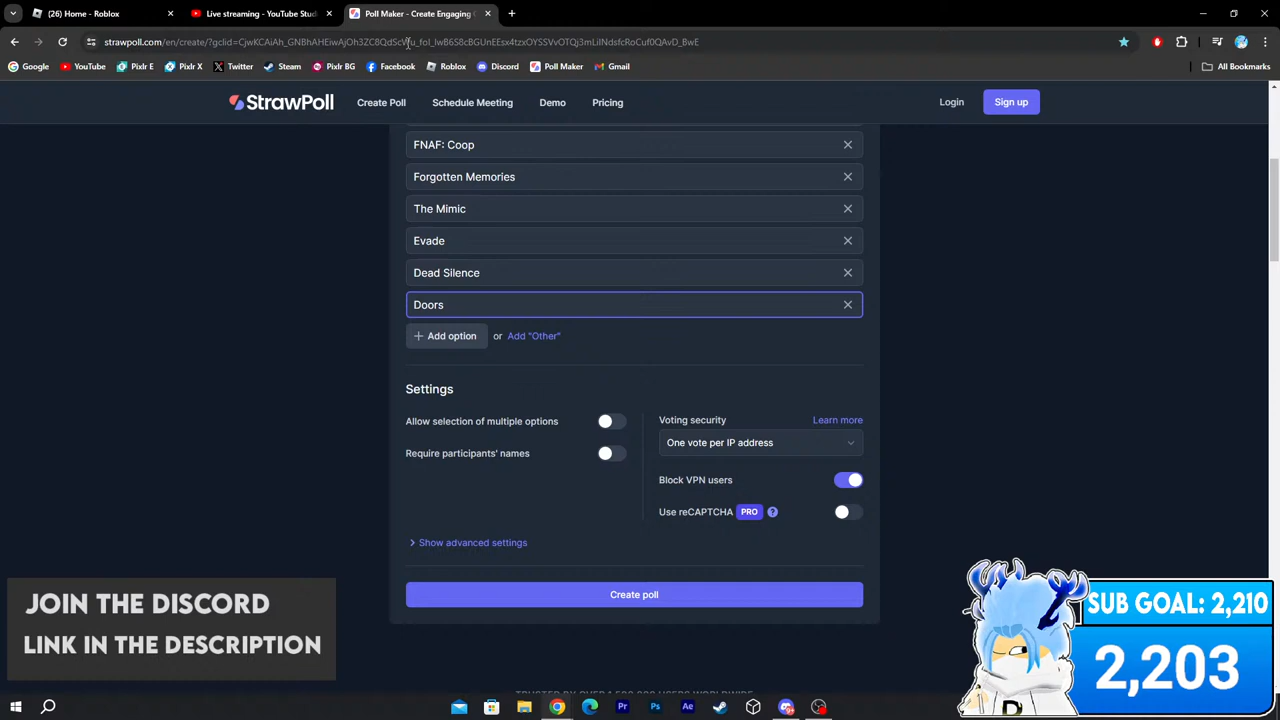 (26) Home - Roblox
Live streaming - YouTube Stud
Poll Maker - Create Engaging C
All Bookmarks
Google
YouTube
Pixlr E
Pixlr X
Twitter
Steam
Pixlr BG
Facebook
Roblox
Discord
Poll Maker
Gmail
StrawPoll
Create Poll
Schedule Meeting
Demo
Pricing
Login
Sign up
FNAF: Coop
Forgotten Memories
The Mimic
Evade
Dead Silence
Doors
+ Add option or Add "Other"
Settings
Allow selection of multiple options
Require participants' names
Voting security
Learn more
One vote per IP address
Block VPN users
Use reCAPTCHA PRO ?
Show advanced settings
Create poll
JOIN THE DISCORD
LINK IN THE DESCRIPTION
SUB GOAL: 2,210
2,203